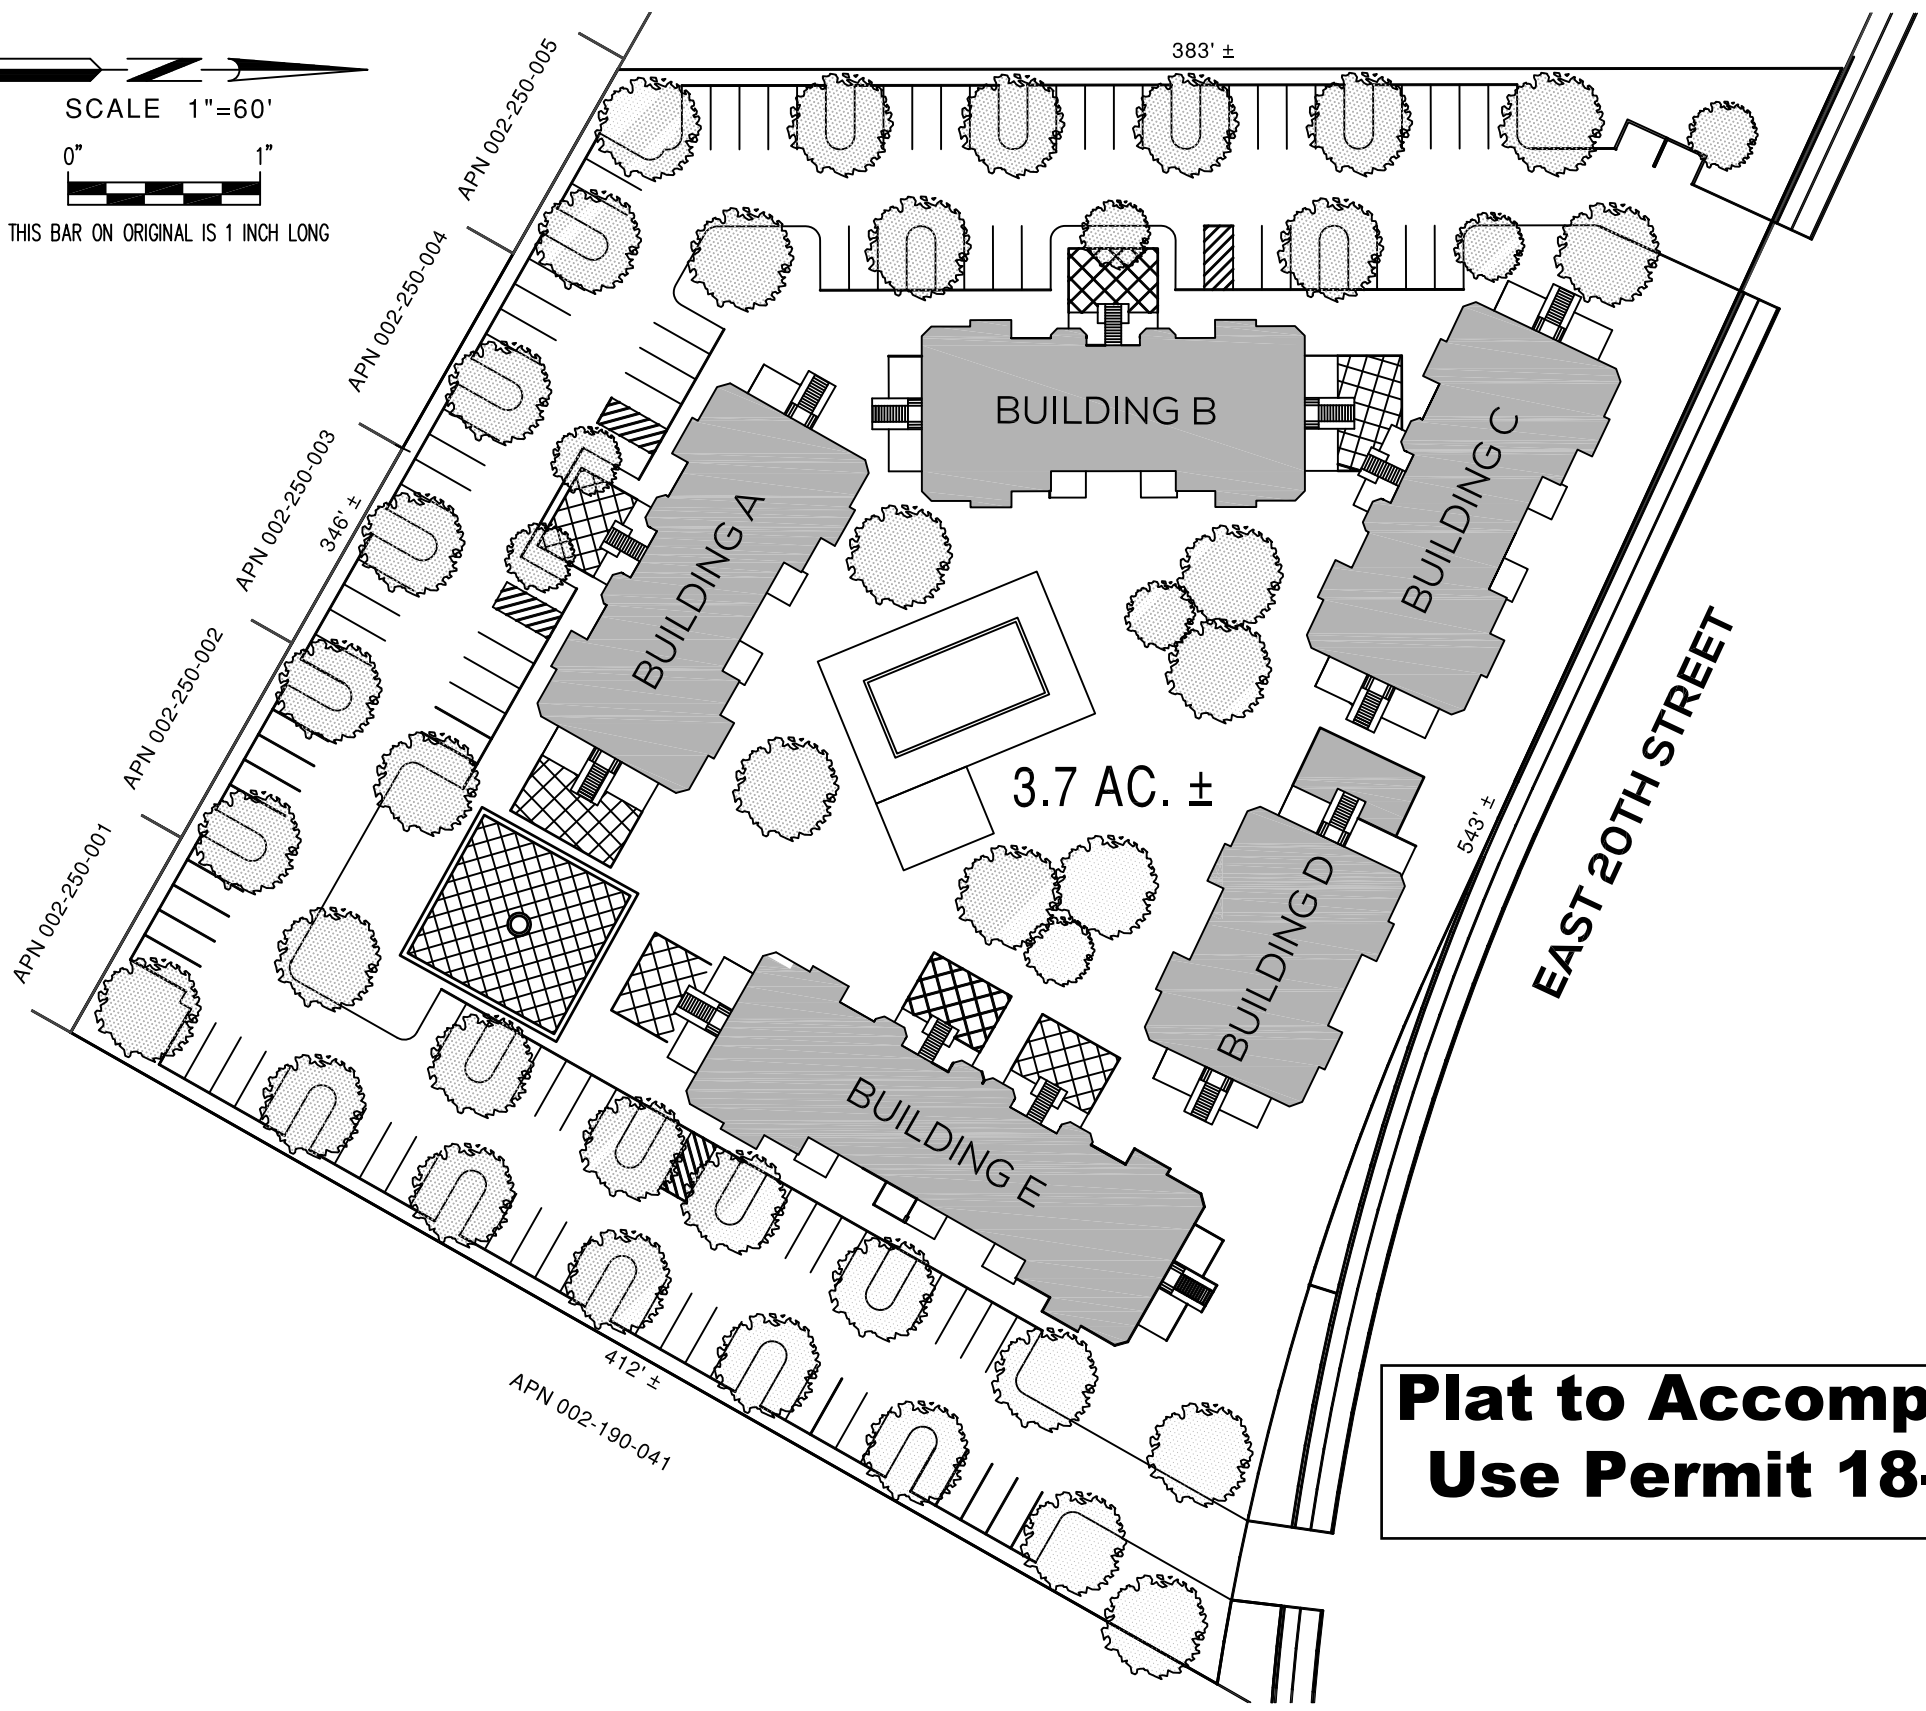 383' ±
SCALE 1"=60'
0" 1"
THIS BAR ON ORIGINAL IS 1 INCH LONG
APN 002-250-005
APN 002-250-004
APN 002-250-003
346' ±
APN 002-250-002
APN 002-250-001
BUILDING A
BUILDING B
BUILDING C
3.7 AC. ±
BUILDING D
BUILDING E
543' ±
EAST 20TH STREET
412' ±
APN 002-190-041
Plat to Accomp
Use Permit 18-